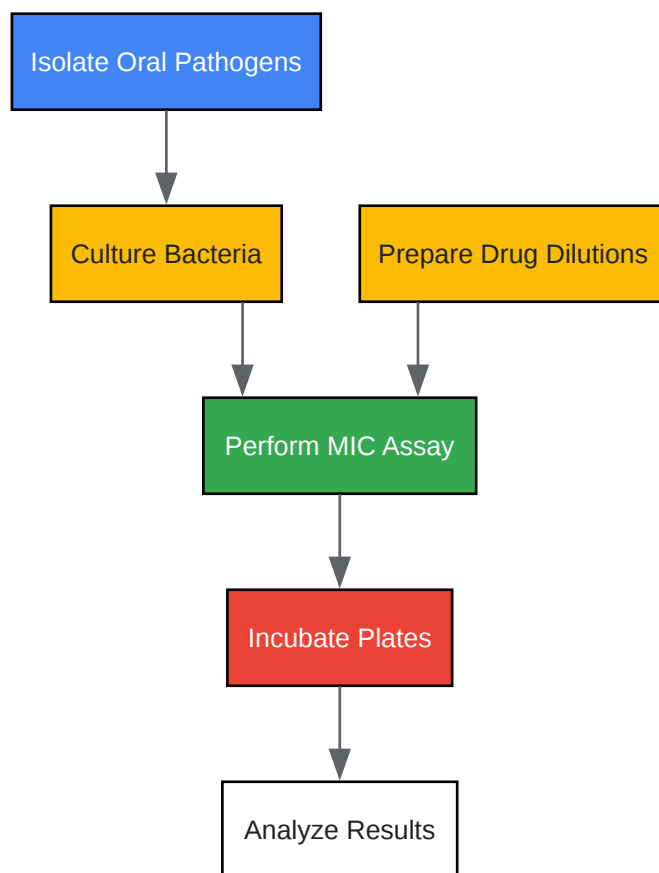 Isolate Oral Pathogens
Culture Bacteria
Prepare Drug Dilutions
Perform MIC Assay
Incubate Plates
Analyze Results